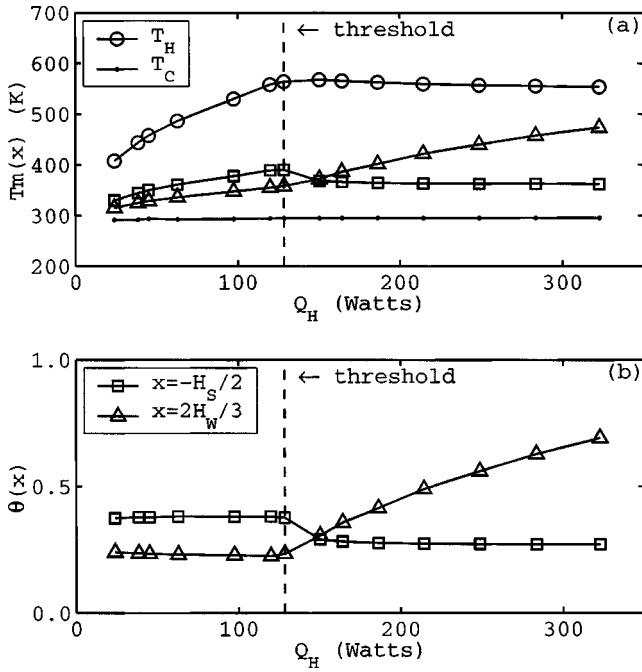 700
600
500
400
300
200
Tm(x) (K)
T_H
T_C
← threshold
(a)
0
100
200
300
Q_H (Watts)
1.0
0.5
0.0
θ(x)
x=-H_S/2
x=2H_W/3
← threshold
(b)
0
100
200
300
Q_H (Watts)